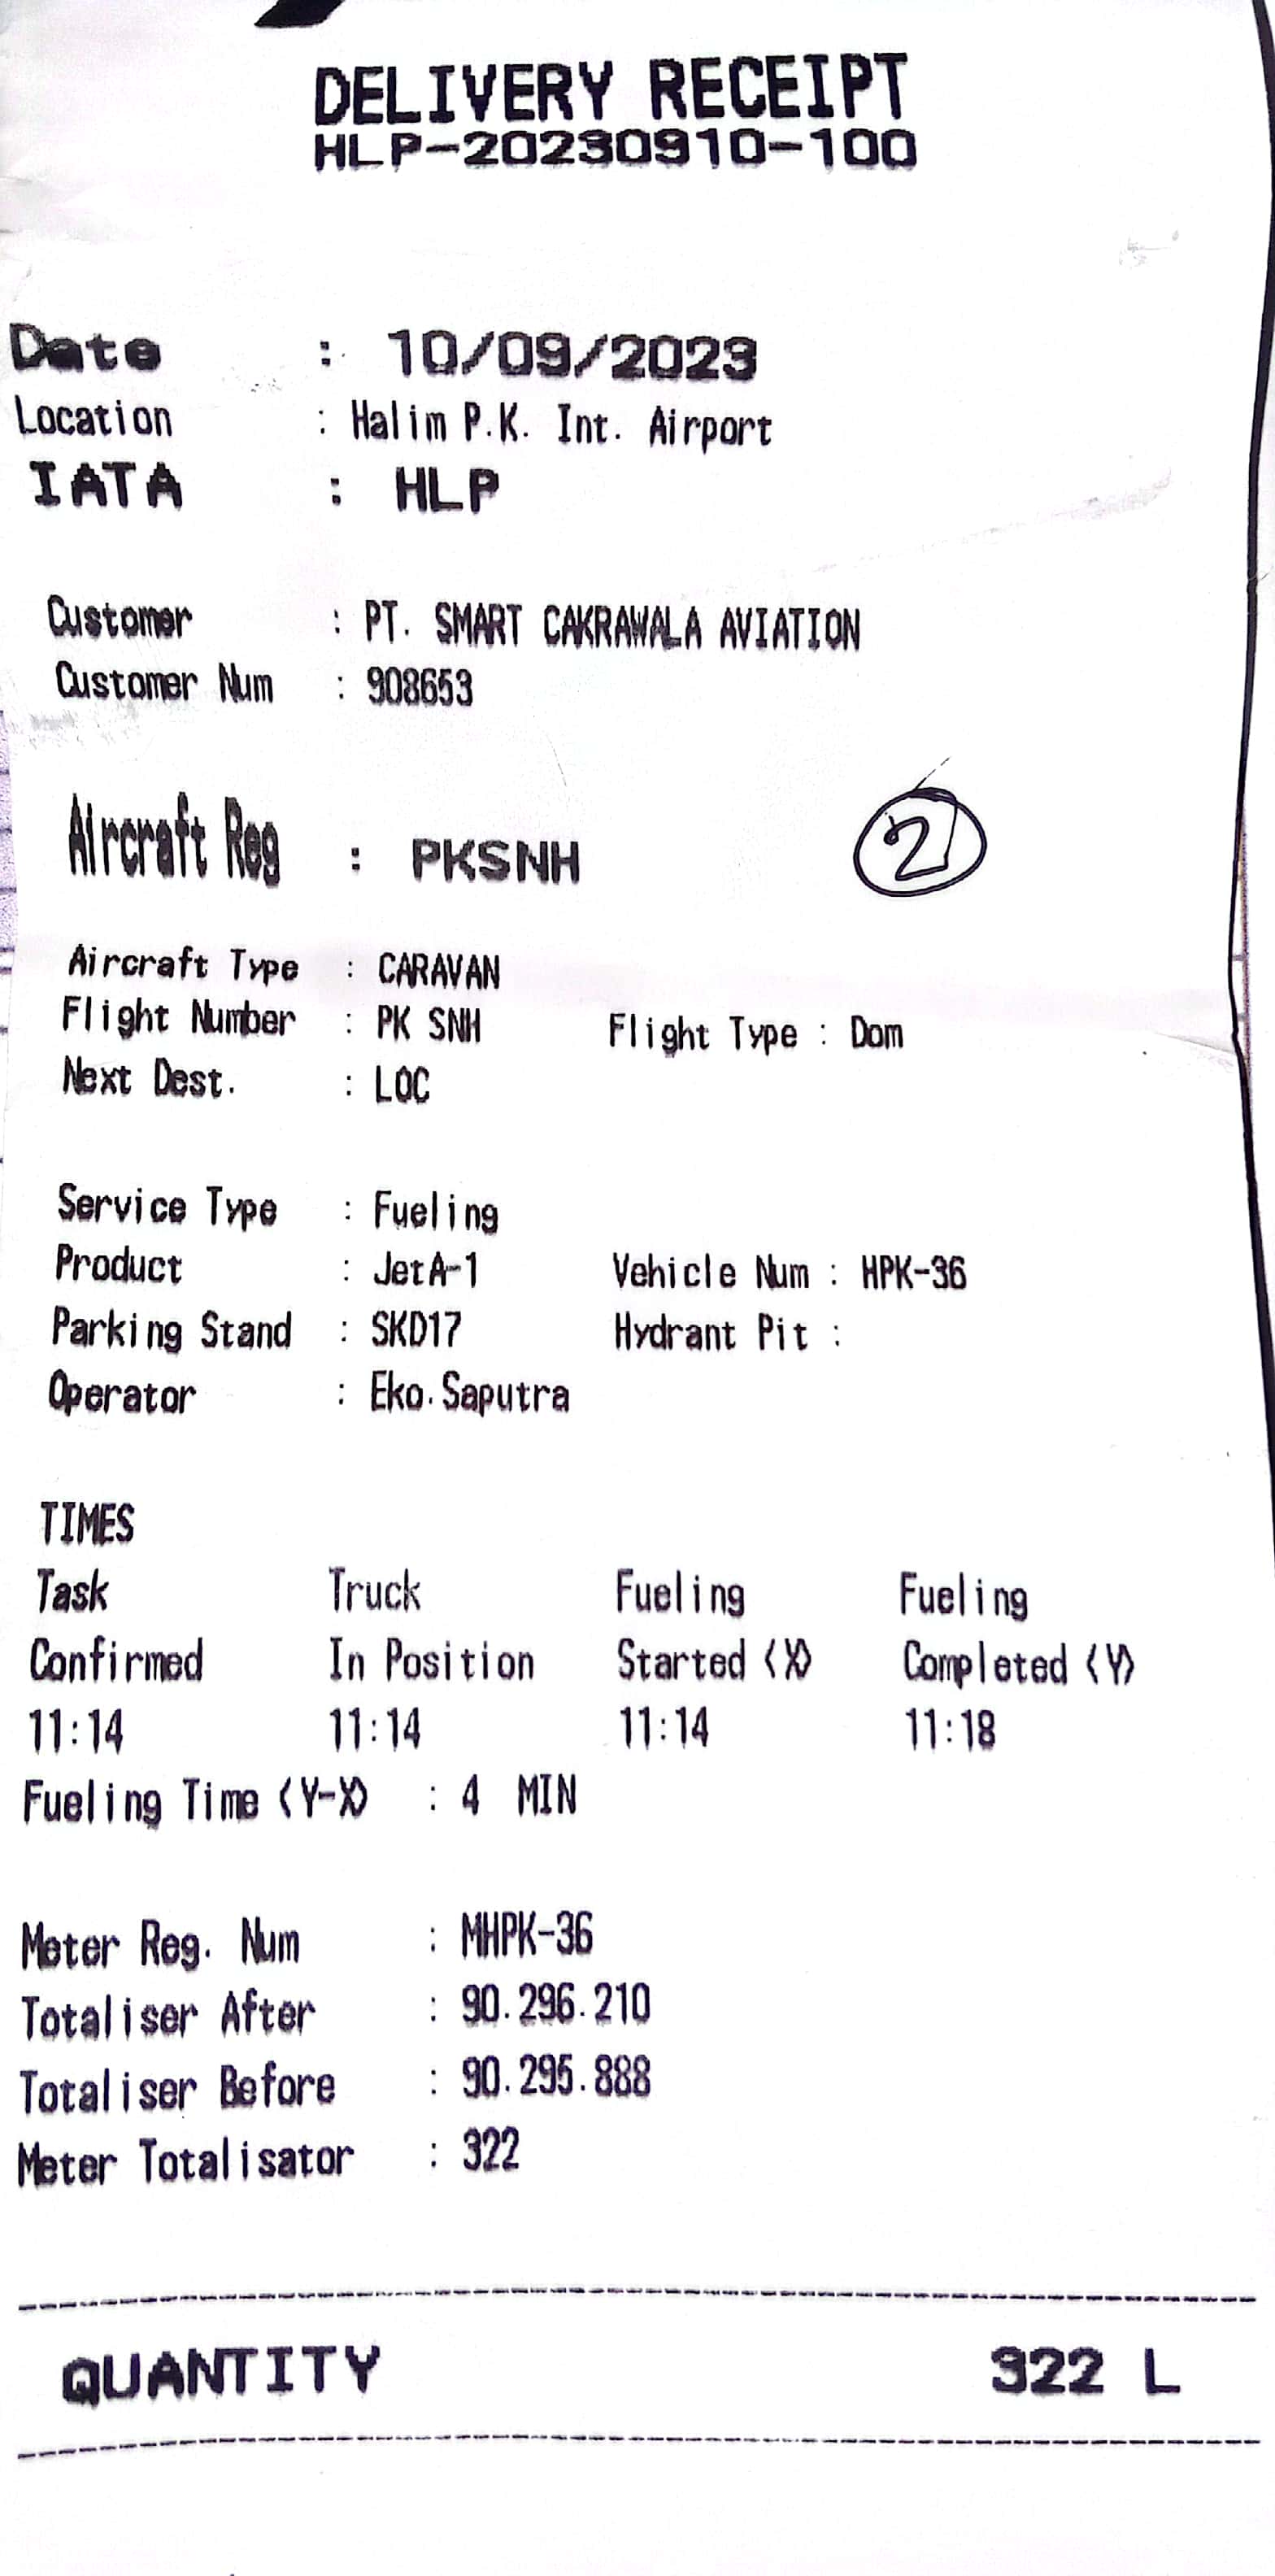 DELIVERY RECEIPT
HLP-20230910-100
Date : 10/09/2023
Location : Halim P.K. Int. Airport
IATA : HLP
Customer : PT. SMART CAKRAWALA AVIATION
Customer Num : 908653
Aircraft Reg : PKSNH
2
Aircraft Type : CARAVAN
Flight Number : PK SNH Flight Type : Dom
Next Dest. : LOC
Service Type : Fueling
Product : JetA-1 Vehicle Num : HPK-36
Parking Stand : SKD17 Hydrant Pit :
Operator : Eko.Saputra
TIMES
Task Truck Fueling Fueling
Confirmed In Position Started (X) Completed (Y)
11:14 11:14 11:14 11:18
Fueling Time (Y-X) : 4 MIN
Meter Reg. Num : MHPK-36
Totaliser After : 90.296.210
Totaliser Before : 90.295.888
Meter Totalisator : 322
QUANTITY 322 L